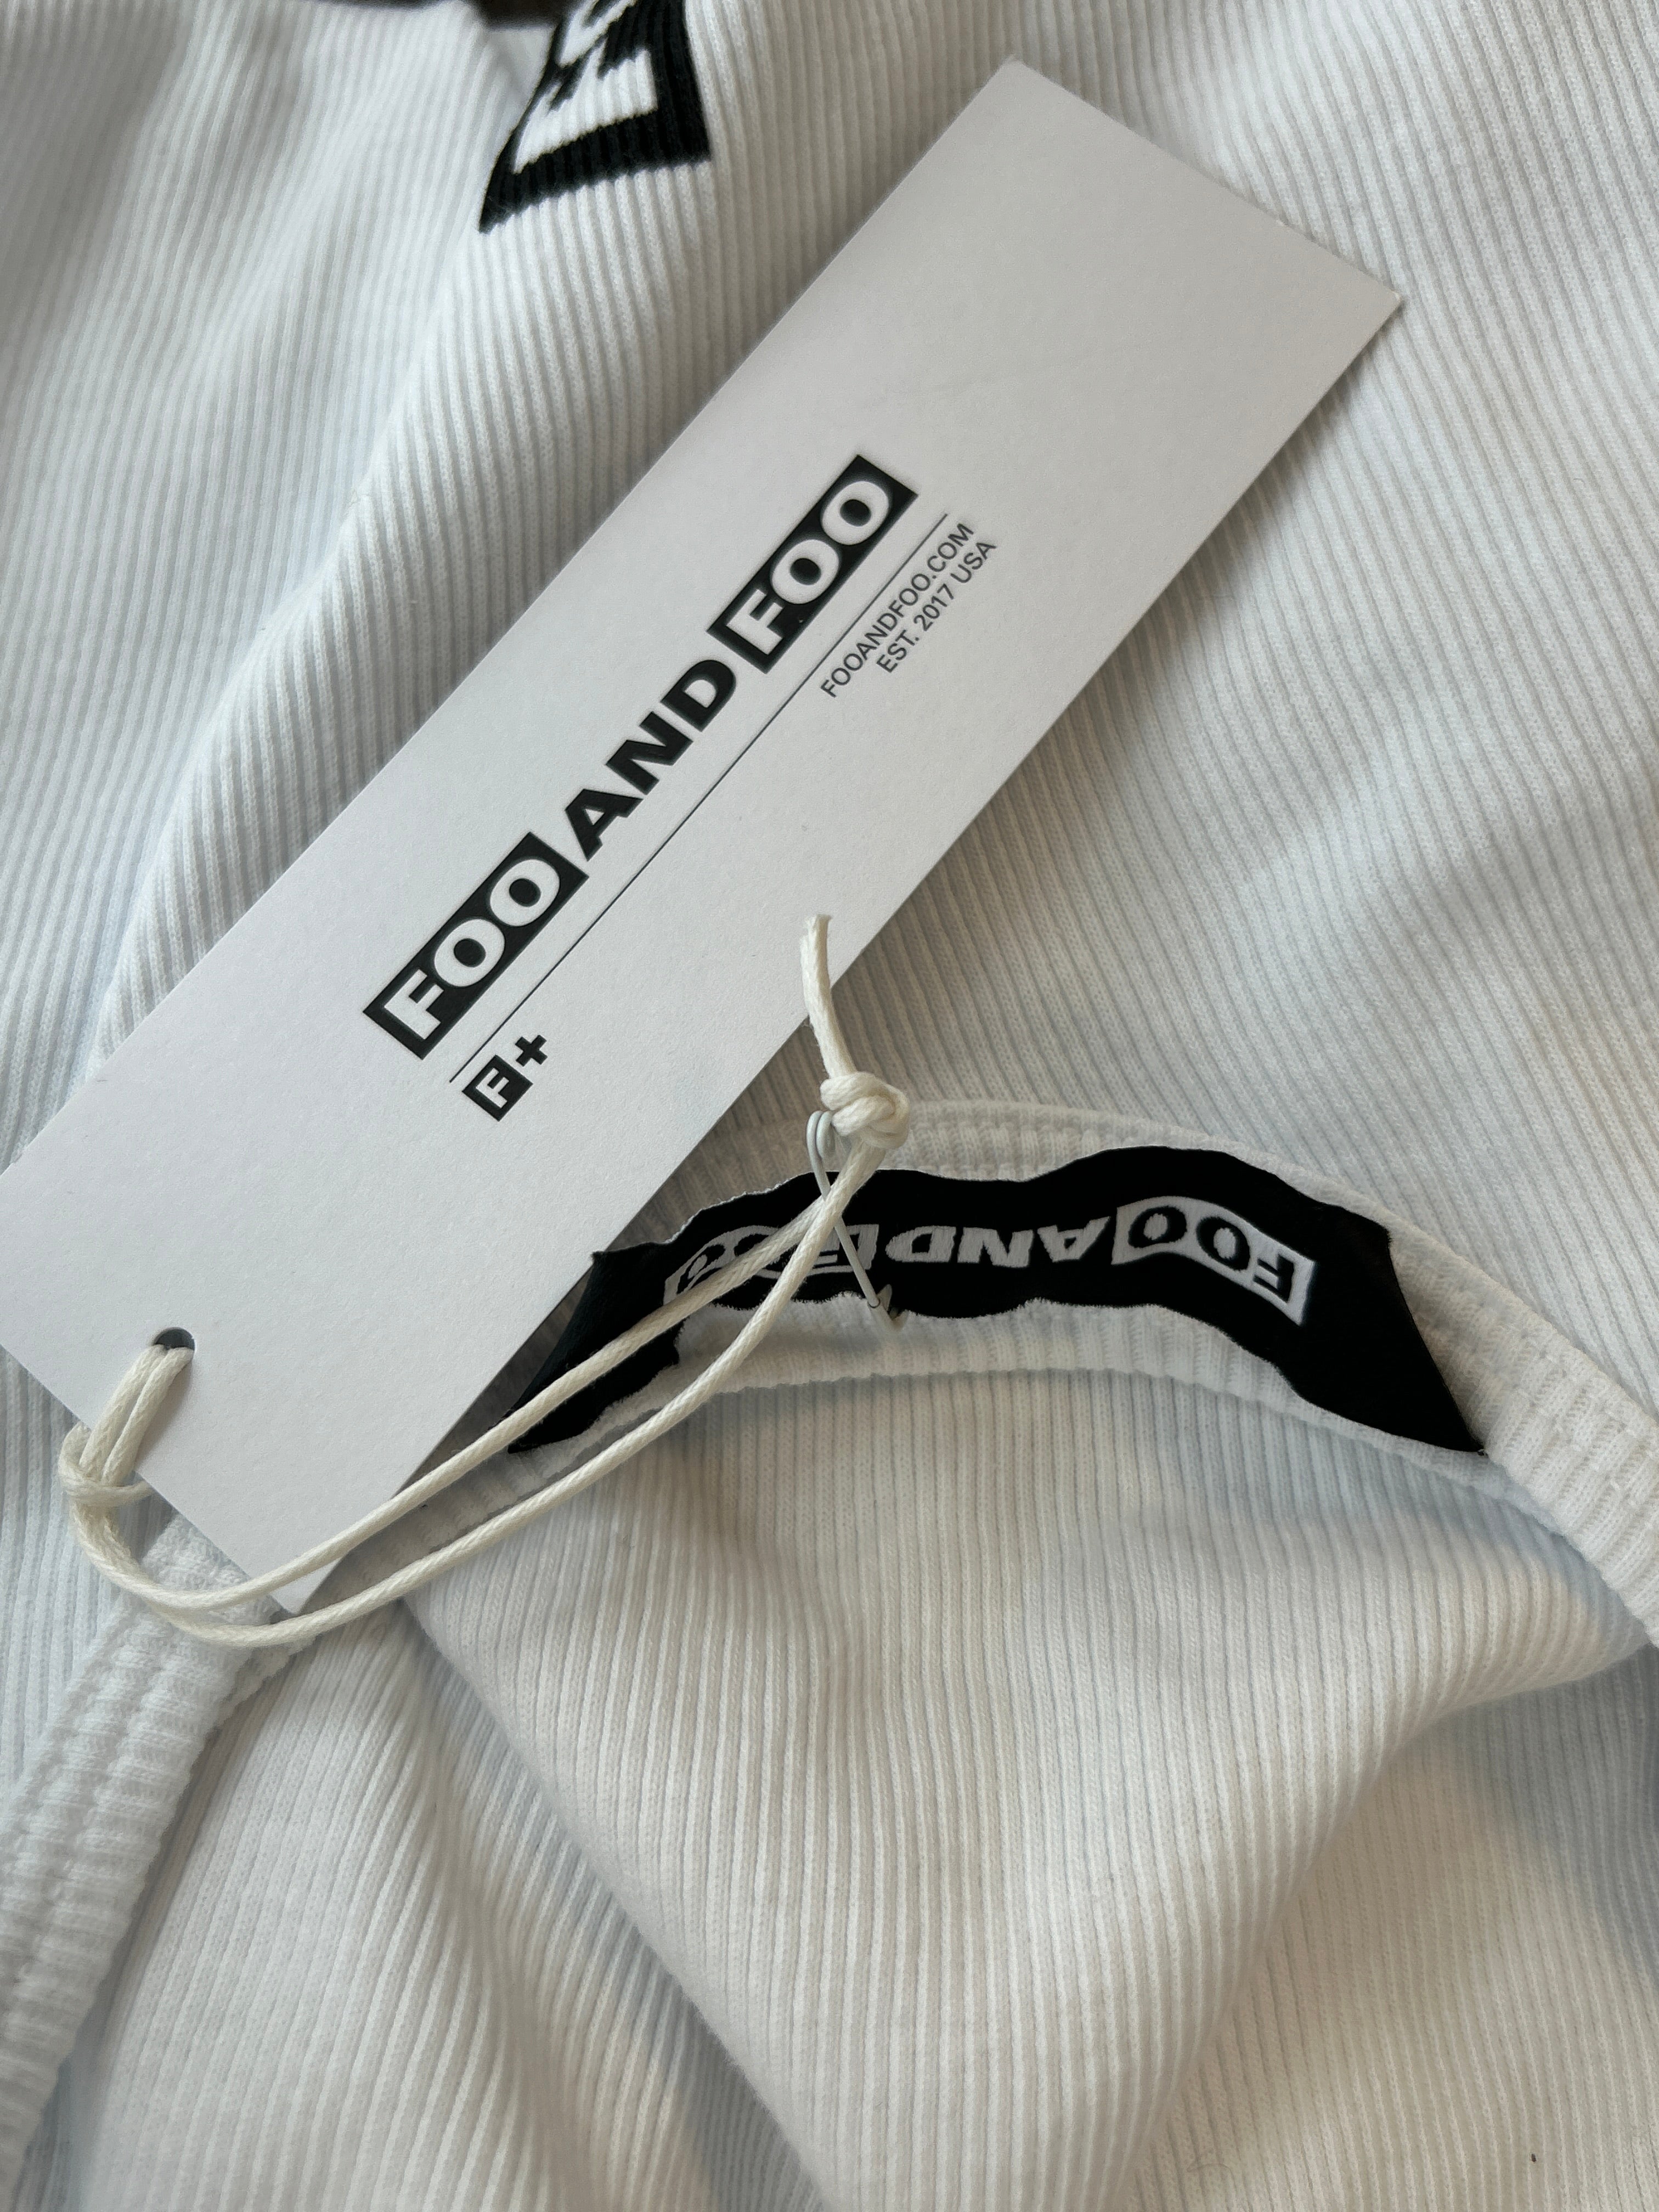 FOO AND FOO
F+
FOOANDFOO.COM
EST. 2017 USA
FOO AND FOO